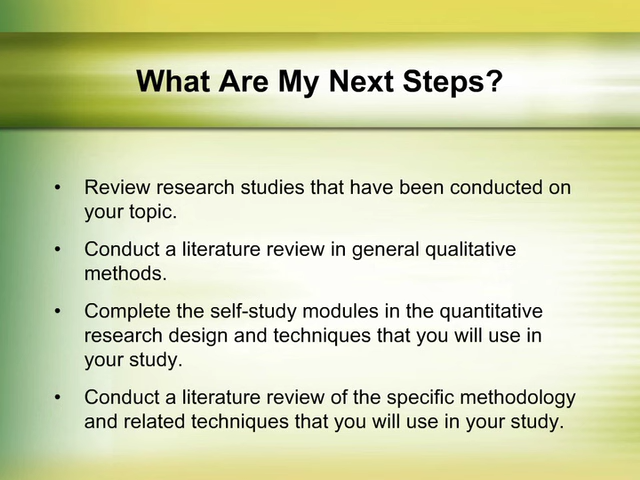 What Are My Next Steps?
• Review research studies that have been conducted on
your topic.
• Conduct a literature review in general qualitative
methods.
• Complete the self-study modules in the quantitative
research design and techniques that you will use in
your study.
• Conduct a literature review of the specific methodology
and related techniques that you will use in your study.